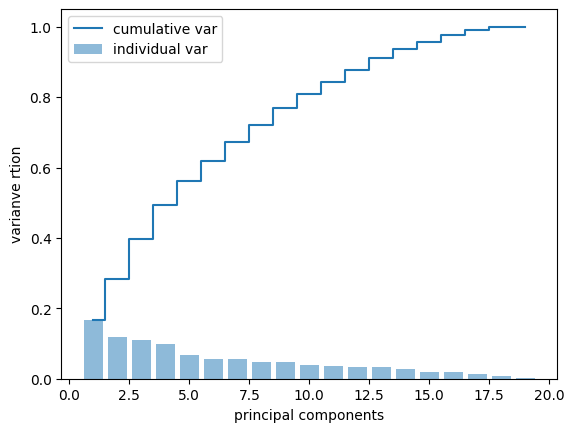 cumulative var
individual var
1.0
0.8
0.6
0.4
0.2
0.0
varianve rtion
0.0 2.5 5.0 7.5 10.0 12.5 15.0 17.5 20.0
principal components